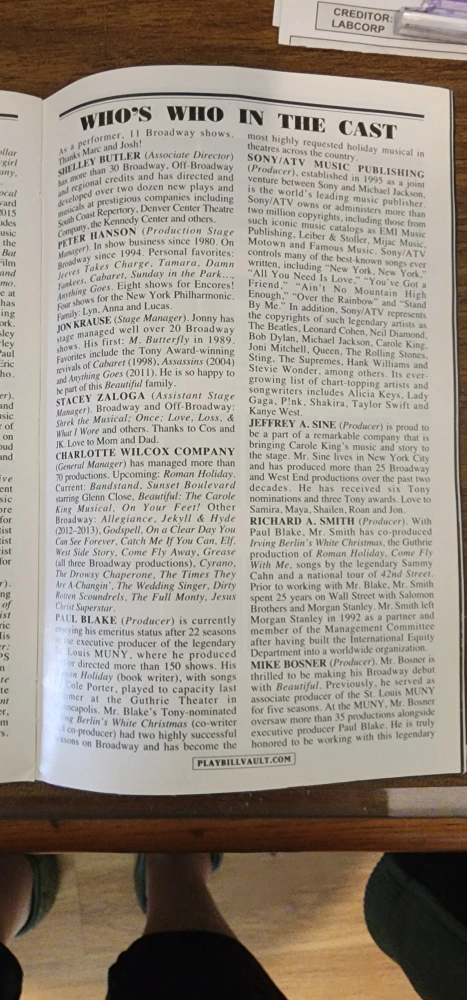 CREDITOR:
LABCORP
WHO'S WHO IN THE CAST
As a performer, 11 Broadway shows.
Thanks Marc and Josh!
SHELLEY BUTLER (Associate Director)
has more than 30 Broadway, Off-Broadway
and regional credits and has directed and
developed over two dozen new plays and
musicals at prestigious companies including
South Coast Repertory, Denver Center Theatre
Company, the Kennedy Center and others.
PETER HANSON (Production Stage
Manager). In show business since 1980. On
Broadway since 1994. Personal favorites:
Jeeves Takes Charge, Tamara, Damn
Yankees, Cabaret, Sunday in the Park...,
Anything Goes. Eight shows for Encores!
Four shows for the New York Philharmonic.
Family: Lyn, Anna and Lucas.
JON KRAUSE (Stage Manager). Jonny has
stage managed well over 20 Broadway
shows. His first: M. Butterfly in 1989.
Favorites include the Tony Award-winning
revivals of Cabaret (1998), Assassins (2004)
and Anything Goes (2011). He is so happy to
be part of this Beautiful family.
STACEY ZALOGA (Assistant Stage
Manager). Broadway and Off-Broadway:
Shrek the Musical; Once; Love, Loss, &
What I Wore and others. Thanks to Cos and
JK. Love to Mom and Dad.
CHARLOTTE WILCOX COMPANY
(General Manager) has managed more than
70 productions. Upcoming: Roman Holiday.
Current: Bandstand, Sunset Boulevard
starring Glenn Close, Beautiful: The Carole
King Musical, On Your Feet! Other
Broadway: Allegiance, Jekyll & Hyde
(2012–2013), Godspell, On a Clear Day You
Can See Forever, Catch Me If You Can, Elf,
West Side Story, Come Fly Away, Grease
(all three Broadway productions), Cyrano,
The Drowsy Chaperone, The Times They
Are A-Changin', The Wedding Singer, Dirty
Rotten Scoundrels, The Full Monty, Jesus
Christ Superstar.
PAUL BLAKE (Producer) is currently
enjoying his emeritus status after 22 seasons
as the executive producer of the legendary
St. Louis MUNY, where he produced
or directed more than 150 shows. His
Roman Holiday (book writer), with songs
Cole Porter, played to capacity last
summer at the Guthrie Theater in
Minneapolis. Mr. Blake's Tony-nominated
Irving Berlin's White Christmas (co-writer
co-producer) had two highly successful
seasons on Broadway and has become the
most highly requested holiday musical in
theatres across the country.
SONY/ATV MUSIC PUBLISHING
(Producer), established in 1995 as a joint
venture between Sony and Michael Jackson,
is the world's leading music publisher.
Sony/ATV owns or administers more than
two million copyrights, including those from
such iconic music catalogs as EMI Music
Publishing, Leiber & Stoller, Mijac Music,
Motown and Famous Music. Sony/ATV
controls many of the best-known songs ever
written, including "New York, New York,"
"All You Need Is Love," "You've Got a
Friend," "Ain't No Mountain High
Enough," "Over the Rainbow" and "Stand
By Me." In addition, Sony/ATV represents
the copyrights of such legendary artists as
The Beatles, Leonard Cohen, Neil Diamond,
Bob Dylan, Michael Jackson, Carole King,
Joni Mitchell, Queen, The Rolling Stones,
Sting, The Supremes, Hank Williams and
Stevie Wonder, among others. Its ever-
growing list of chart-topping artists and
songwriters includes Alicia Keys, Lady
Gaga, P!nk, Shakira, Taylor Swift and
Kanye West.
JEFFREY A. SINE (Producer) is proud to
be a part of a remarkable company that is
bringing Carole King's music and story to
the stage. Mr. Sine lives in New York City
and has produced more than 25 Broadway
and West End productions over the past two
decades. He has received six Tony
nominations and three Tony awards. Love to
Samira, Maya, Shailen, Roan and Jon.
RICHARD A. SMITH (Producer). With
Paul Blake, Mr. Smith has co-produced
Irving Berlin's White Christmas, the Guthrie
production of Roman Holiday, Come Fly
With Me, songs by the legendary Sammy
Cahn and a national tour of 42nd Street.
Prior to working with Mr. Blake, Mr. Smith
spent 25 years on Wall Street with Salomon
Brothers and Morgan Stanley. Mr. Smith left
Morgan Stanley in 1992 as a partner and
member of the Management Committee
after having built the International Equity
Department into a worldwide organization.
MIKE BOSNER (Producer). Mr. Bosner is
thrilled to be making his Broadway debut
with Beautiful. Previously, he served as
associate producer of the St. Louis MUNY
for five seasons. At the MUNY, Mr. Bosner
oversaw more than 35 productions alongside
executive producer Paul Blake. He is truly
honored to be working with this legendary
PLAYBILLVAULT.COM